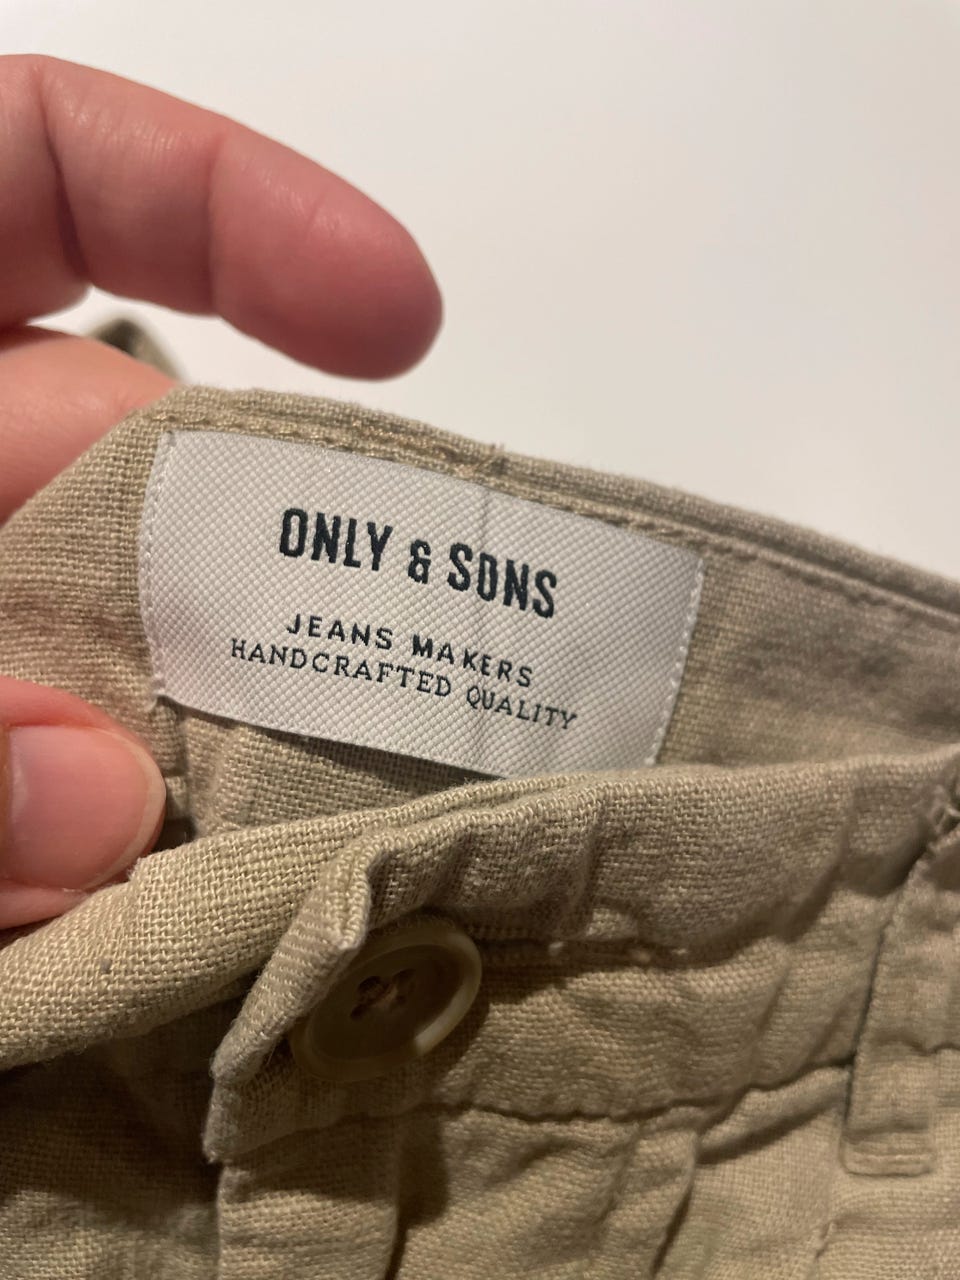 ONLY & SONS
JEANS MAKERS
HANDCRAFTED QUALITY